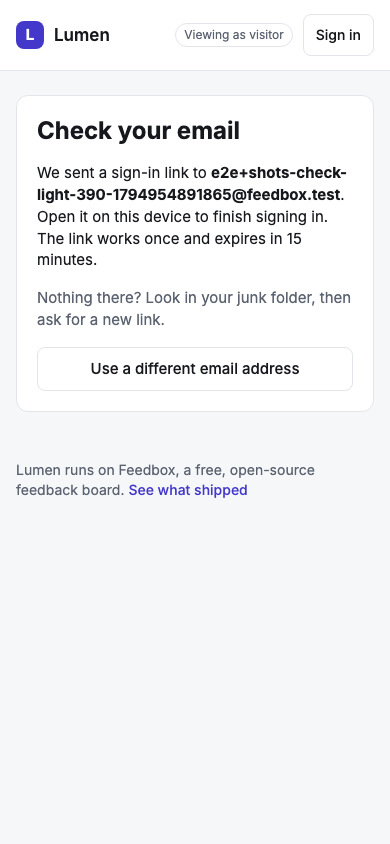 L Lumen Viewing as visitor Sign in
Check your email
We sent a sign-in link to e2e+shots-check-
light-390-1794954891865@feedbox.test.
Open it on this device to finish signing in.
The link works once and expires in 15
minutes.
Nothing there? Look in your junk folder, then
ask for a new link.
Use a different email address
Lumen runs on Feedbox, a free, open-source
feedback board. See what shipped